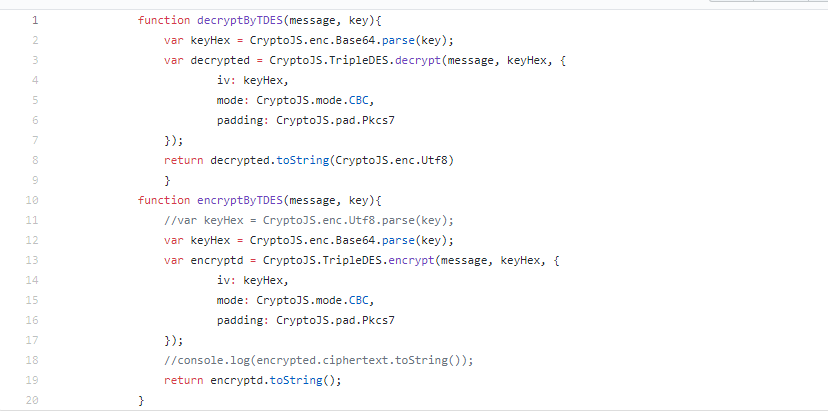 1 function decryptByTDES(message, key){
2 var keyHex = CryptoJS.enc.Base64.parse(key);
3 var decrypted = CryptoJS.TripleDES.decrypt(message, keyHex, {
4 iv: keyHex,
5 mode: CryptoJS.mode.CBC,
6 padding: CryptoJS.pad.Pkcs7
7 });
8 return decrypted.toString(CryptoJS.enc.Utf8)
9 }
10 function encryptByTDES(message, key){
11 //var keyHex = CryptoJS.enc.Utf8.parse(key);
12 var keyHex = CryptoJS.enc.Base64.parse(key);
13 var encryptd = CryptoJS.TripleDES.encrypt(message, keyHex, {
14 iv: keyHex,
15 mode: CryptoJS.mode.CBC,
16 padding: CryptoJS.pad.Pkcs7
17 });
18 //console.log(encrypted.ciphertext.toString());
19 return encryptd.toString();
20 }